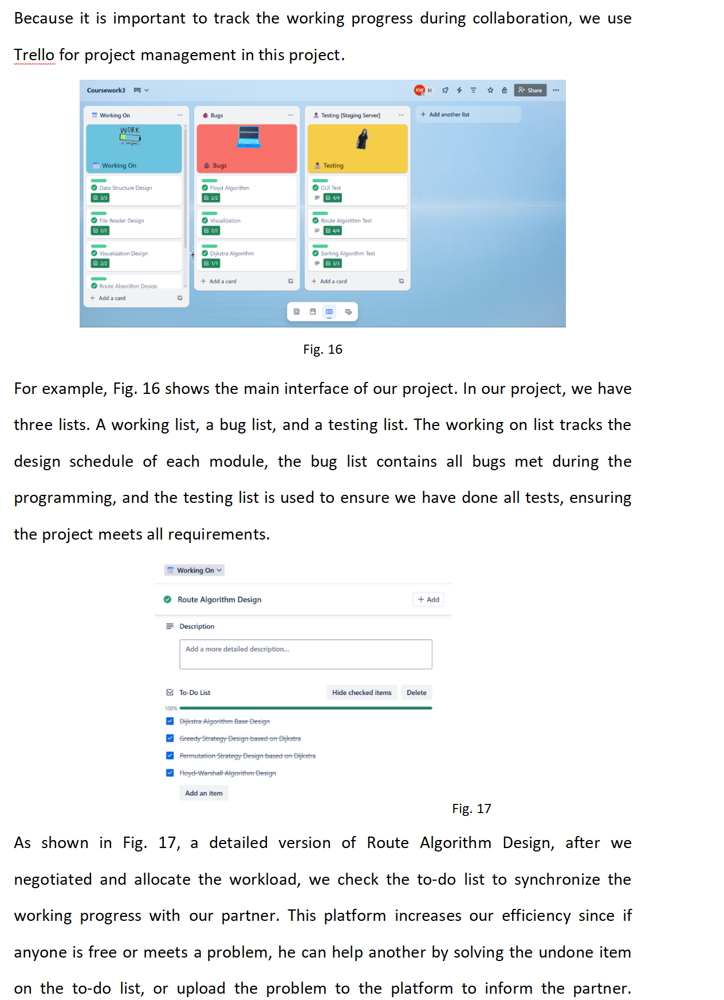 Because it is important to track the working progress during collaboration, we use
Trello for project management in this project.
Coursework3
KW H Share
Working On
Bugs
Testing [Staging Server]
+ Add another list
WORK
Working On
Bugs
Testing
Data Structure Design
3/3
Floyd Algorithm
2/2
GUI Test
4/4
File Reader Design
2/2
Visualization
2/2
Route Algorithm Test
4/4
Visualization Design
2/2
Dijkstra Algorithm
1/1
Sorting Algorithm Test
3/3
Route Algorithm Design
+ Add a card
+ Add a card
+ Add a card
Fig. 16
For example, Fig. 16 shows the main interface of our project. In our project, we have
three lists. A working list, a bug list, and a testing list. The working on list tracks the
design schedule of each module, the bug list contains all bugs met during the
programming, and the testing list is used to ensure we have done all tests, ensuring
the project meets all requirements.
Working On
Route Algorithm Design
+ Add
Description
Add a more detailed description...
To-Do List
Hide checked items
Delete
100%
Dijkstra Algorithm Base Design
Greedy Strategy Design based on Dijkstra
Permutation Strategy Design based on Dijkstra
Floyd-Warshall Algorithm Design
Add an item
Fig. 17
As shown in Fig. 17, a detailed version of Route Algorithm Design, after we
negotiated and allocate the workload, we check the to-do list to synchronize the
working progress with our partner. This platform increases our efficiency since if
anyone is free or meets a problem, he can help another by solving the undone item
on the to-do list, or upload the problem to the platform to inform the partner.